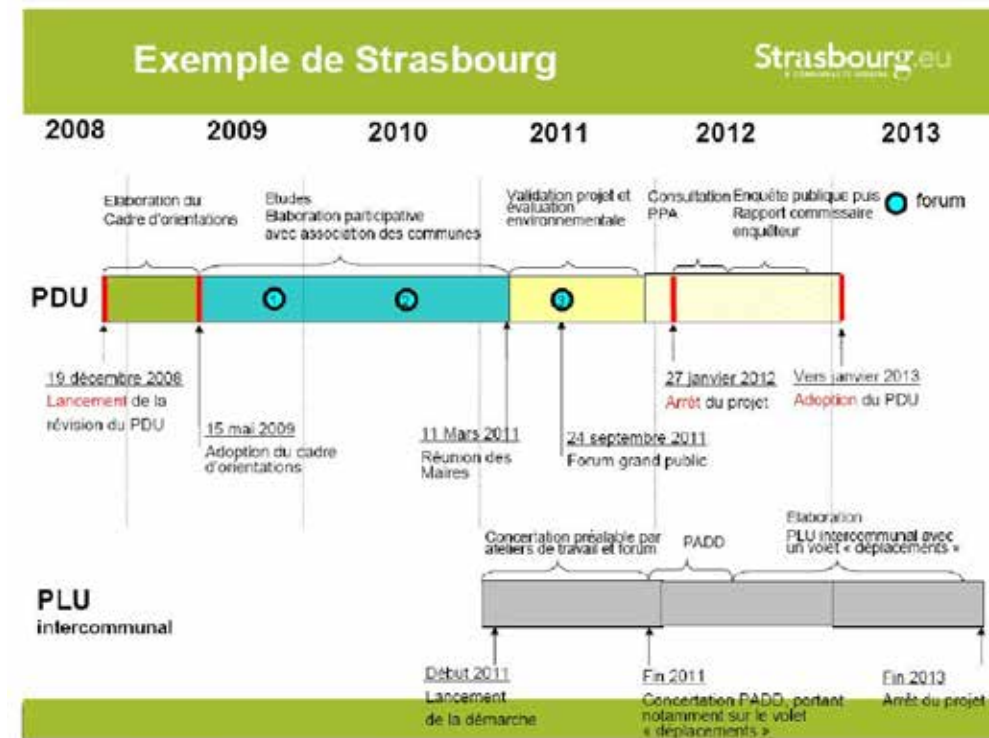 Exemple de Strasbourg
Strasbourg.eu
2008
2009
2010
2011
2012
2013
Elaboration du
Cadre d'orientations
Etudes
Elaboration participative
avec association des communes
Validation projet et
évaluation
environnementale
Consultation
PPA
Enquête publique puis
Rapport commissaire
enquêteur
forum
PDU
1
2
3
19 décembre 2008
Lancement de la
révision du PDU
15 mai 2009
Adoption du cadre
d'orientations
11 Mars 2011
Réunion des
Maires
24 septembre 2011
Forum grand public
27 janvier 2012
Arrêt du projet
Vers janvier 2013
Adoption du PDU
Concertation préalable par
ateliers de travail et forum
PADD
Elaboration
PLU intercommunal avec
un volet « déplacements »
PLU
intercommunal
Début 2011
Lancement
de la démarche
Fin 2011
Concertation PADD, portant
notamment sur le volet
« déplacements »
Fin 2013
Arrêt du projet